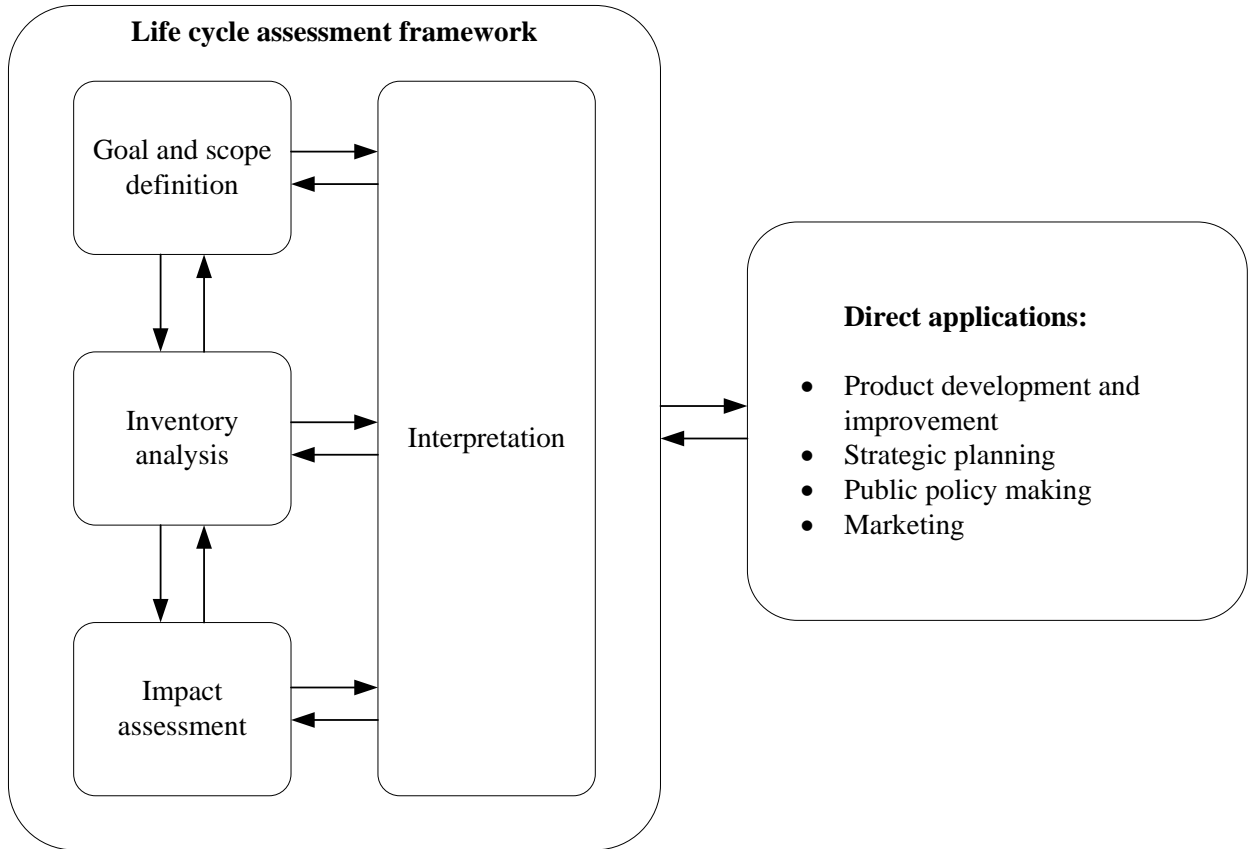 Life cycle assessment framework
Goal and scope
definition
Inventory
analysis
Impact
assessment
Interpretation
Direct applications:
• Product development and
improvement
• Strategic planning
• Public policy making
• Marketing